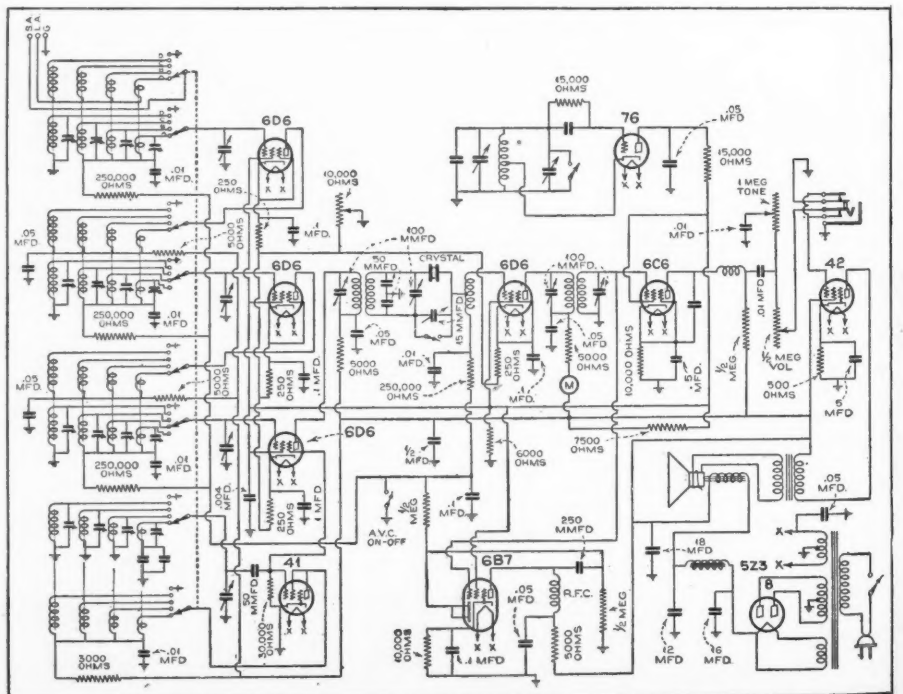 S.A.
L.A.
G
6D6
250,000
OHMS
.01
MFD.
250
OHMS
10,000
OHMS
.1
MFD.
.05
MFD.
5000
OHMS
6D6
250,000
OHMS
.01
MFD.
250
OHMS
.1 MFD.
.05
MFD.
5000
OHMS
6D6
250,000
OHMS
.01
MFD.
.004
MFD.
250
OHMS
.1 MFD
41
50
MMFD
30,000
OHMS
3000
OHMS
.01
MFD
100
MMFD
50
MMFD
CRYSTAL
15 MMFD.
.05
MFD
5000
OHMS
.01
MFD
250,000
OHMS
15,000
OHMS
76
.05
MFD
15,000
OHMS
6D6
250
OHMS
.1
MFD.
6000
OHMS
100
MMFD
.05
MFD
5000
OHMS
M
6C6
10,000
OHMS
.5
MFD.
½
MEG
.01 MFD
1 MEG
TONE
.01
MFD
½ MEG
VOL
42
500
OHMS
5
MFD
7500
OHMS
½
MFD
.1
MFD
A.V.C.
ON-OFF
½
MEG
6B7
10,000
OHMS
.1 MFD
.05
MFD
250
MMFD
R.F.C.
5000
OHMS
½ MEG
18
MFD
12
MFD
16
MFD
5Z3
8
.05
MFD.
X
X